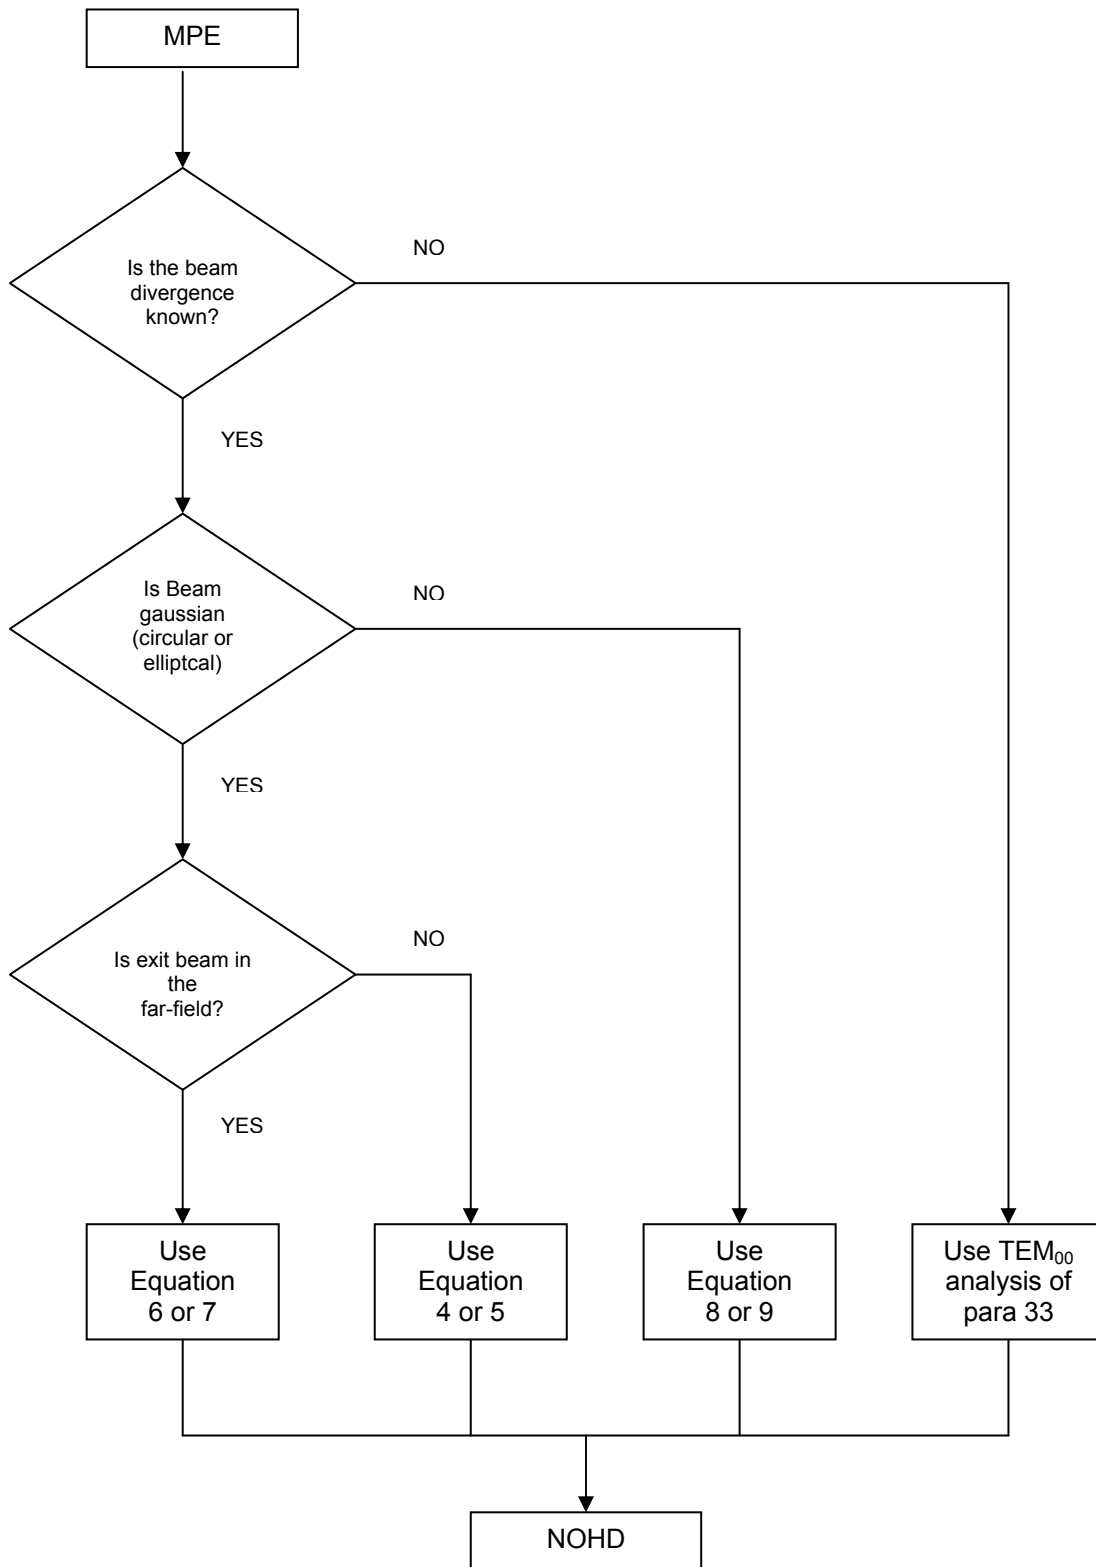 MPE
Is the beam
divergence
known?
NO
YES
Is Beam
gaussian
(circular or
elliptcal)
NO
YES
Is exit beam in
the
far-field?
NO
YES
Use
Equation
6 or 7
Use
Equation
4 or 5
Use
Equation
8 or 9
Use TEM₀₀
analysis of
para 33
NOHD